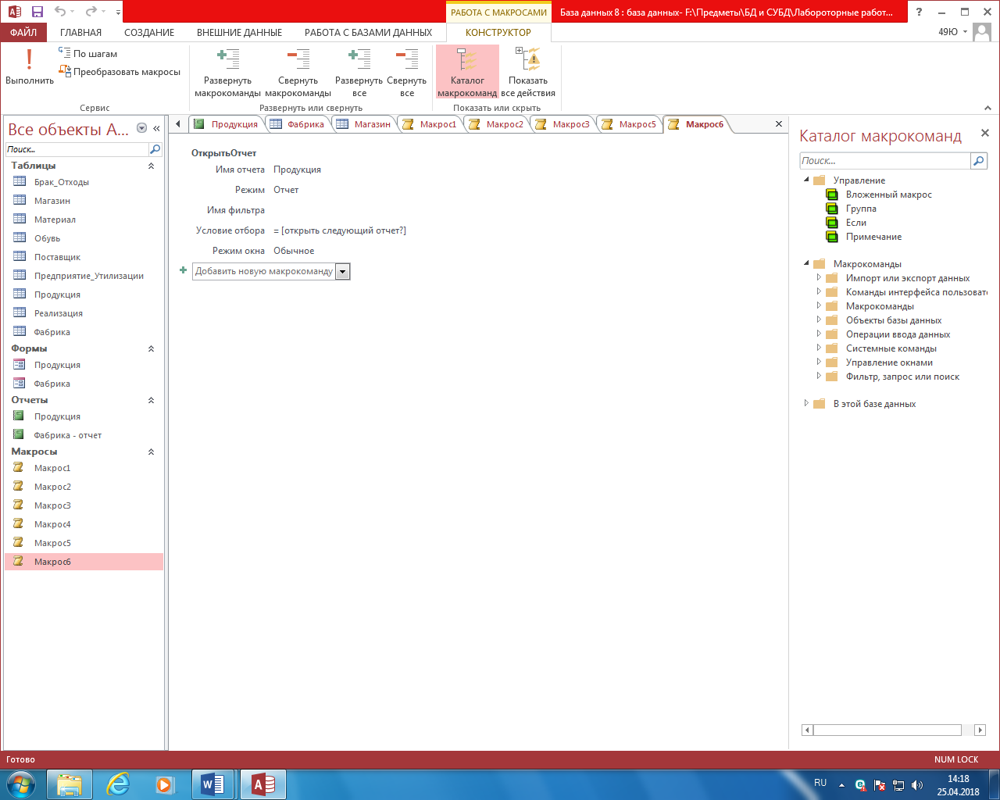 РАБОТА С МАКРОСАМИ
База данных 8 : база данных- F:\Предметы\БД и СУБД\Лабороторные работ...
?
ФАЙЛ
ГЛАВНАЯ
СОЗДАНИЕ
ВНЕШНИЕ ДАННЫЕ
РАБОТА С БАЗАМИ ДАННЫХ
КОНСТРУКТОР
49Ю
Выполнить
По шагам
Преобразовать макросы
Сервис
Развернуть
макрокоманды
Свернуть
макрокоманды
Развернуть
все
Свернуть
все
Развернуть или свернуть
Каталог
макрокоманд
Показать
все действия
Показать или скрыть
Все объекты A...
Поиск...
Таблицы
Брак_Отходы
Магазин
Материал
Обувь
Поставщик
Предприятие_Утилизации
Продукция
Реализация
Фабрика
Формы
Продукция
Фабрика
Отчеты
Продукция
Фабрика - отчет
Макросы
Макрос1
Макрос2
Макрос3
Макрос4
Макрос5
Макрос6
Продукция
Фабрика
Магазин
Макрос1
Макрос2
Макрос3
Макрос5
Макрос6
ОткрытьОтчет
Имя отчета Продукция
Режим Отчет
Имя фильтра
Условие отбора = [открыть следующий отчет?]
Режим окна Обычное
Добавить новую макрокоманду
Каталог макрокоманд
Поиск...
Управление
Вложенный макрос
Группа
Если
Примечание
Макрокоманды
Импорт или экспорт данных
Команды интерфейса пользоват
Макрокоманды
Объекты базы данных
Операции ввода данных
Системные команды
Управление окнами
Фильтр, запрос или поиск
В этой базе данных
Готово
NUM LOCK
RU
14:18
25.04.2018